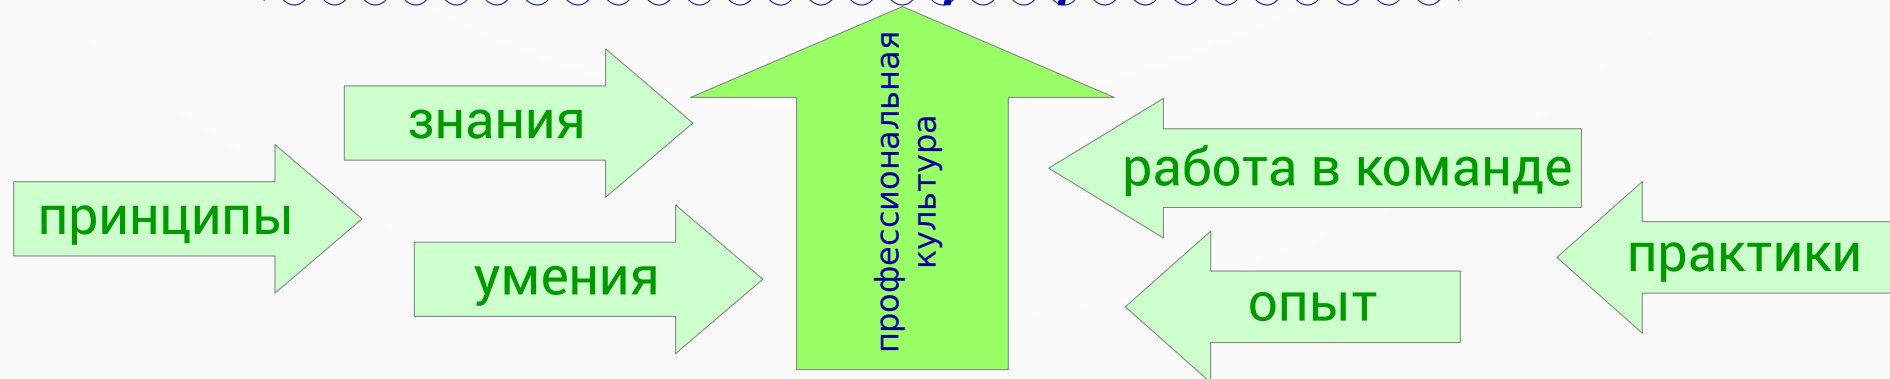 знания
принципы
умения
профессиональная
культура
работа в команде
практики
опыт